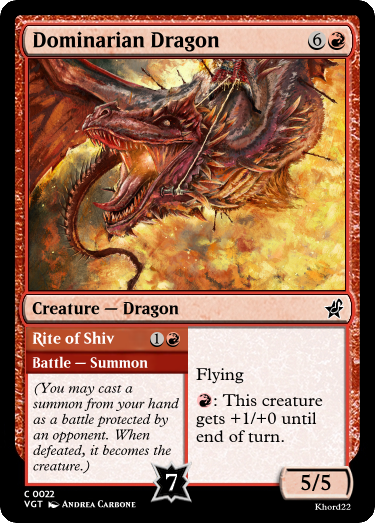 Dominarian Dragon 6
Creature — Dragon
Rite of Shiv 1
Battle — Summon
(You may cast a
summon from your hand
as a battle protected by
an opponent. When
defeated, it becomes the
creature.)
7
Flying
: This creature
gets +1/+0 until
end of turn.
5/5
C 0022
VGT Andrea Carbone
Khord22